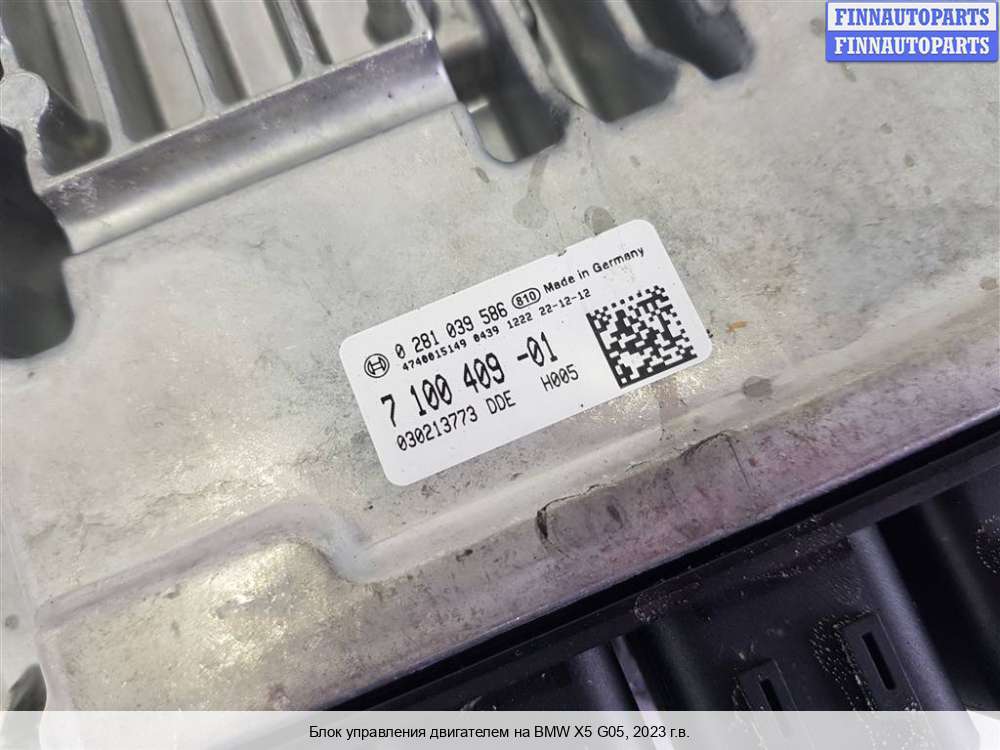 FINNAUTOPARTS
FINNAUTOPARTS
0 281 039 586 810 Made in Germany
4740015149 0439 1222 22-12-12
7 100 409 -01
030213773 DDE H005
Блок управления двигателем на BMW X5 G05, 2023 г.в.